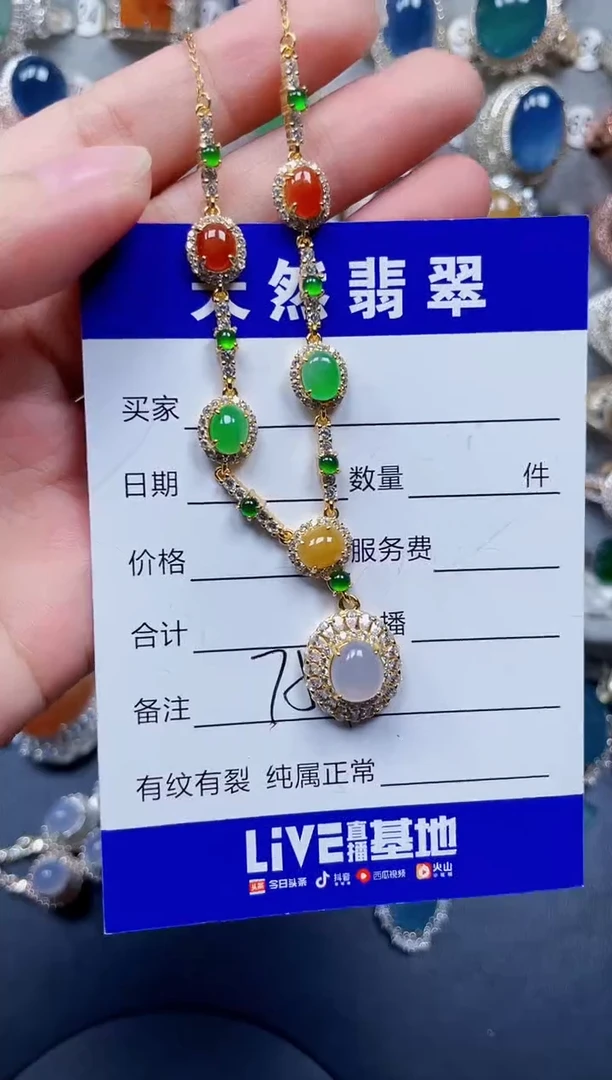 天然翡翠
买家
日期 数量 件
价格 服务费
合计 播
备注 78
有纹有裂 纯属正常
LiVE直播基地
头条 今日头条 抖音 西瓜视频 火山